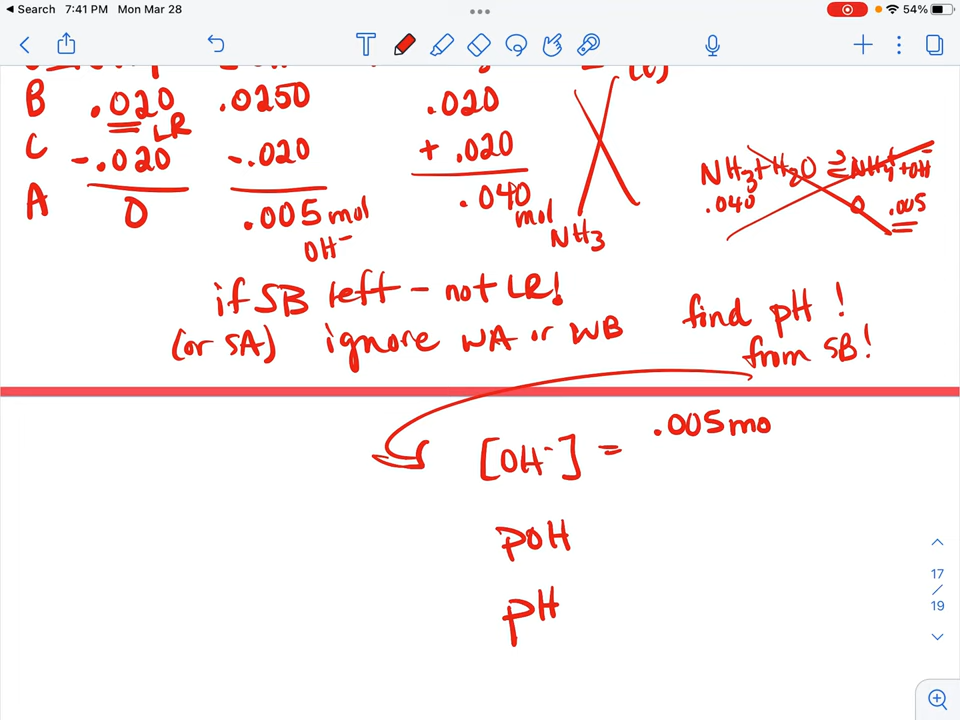 Search 7:41 PM Mon Mar 28 54%
(l)
B .020 .0250 .020
LR
C -.020 -.020 + .020
A 0 .005 mol .040 mol
OH⁻ NH₃
NH₃+H₂O ⇌ NH₄⁺+OH⁻
.040 0 .005
if SB left - not LR!
(or SA) ignore WA or WB
find pH !
from SB!
[OH⁻] = .005 mo
pOH
pH
17
/
19